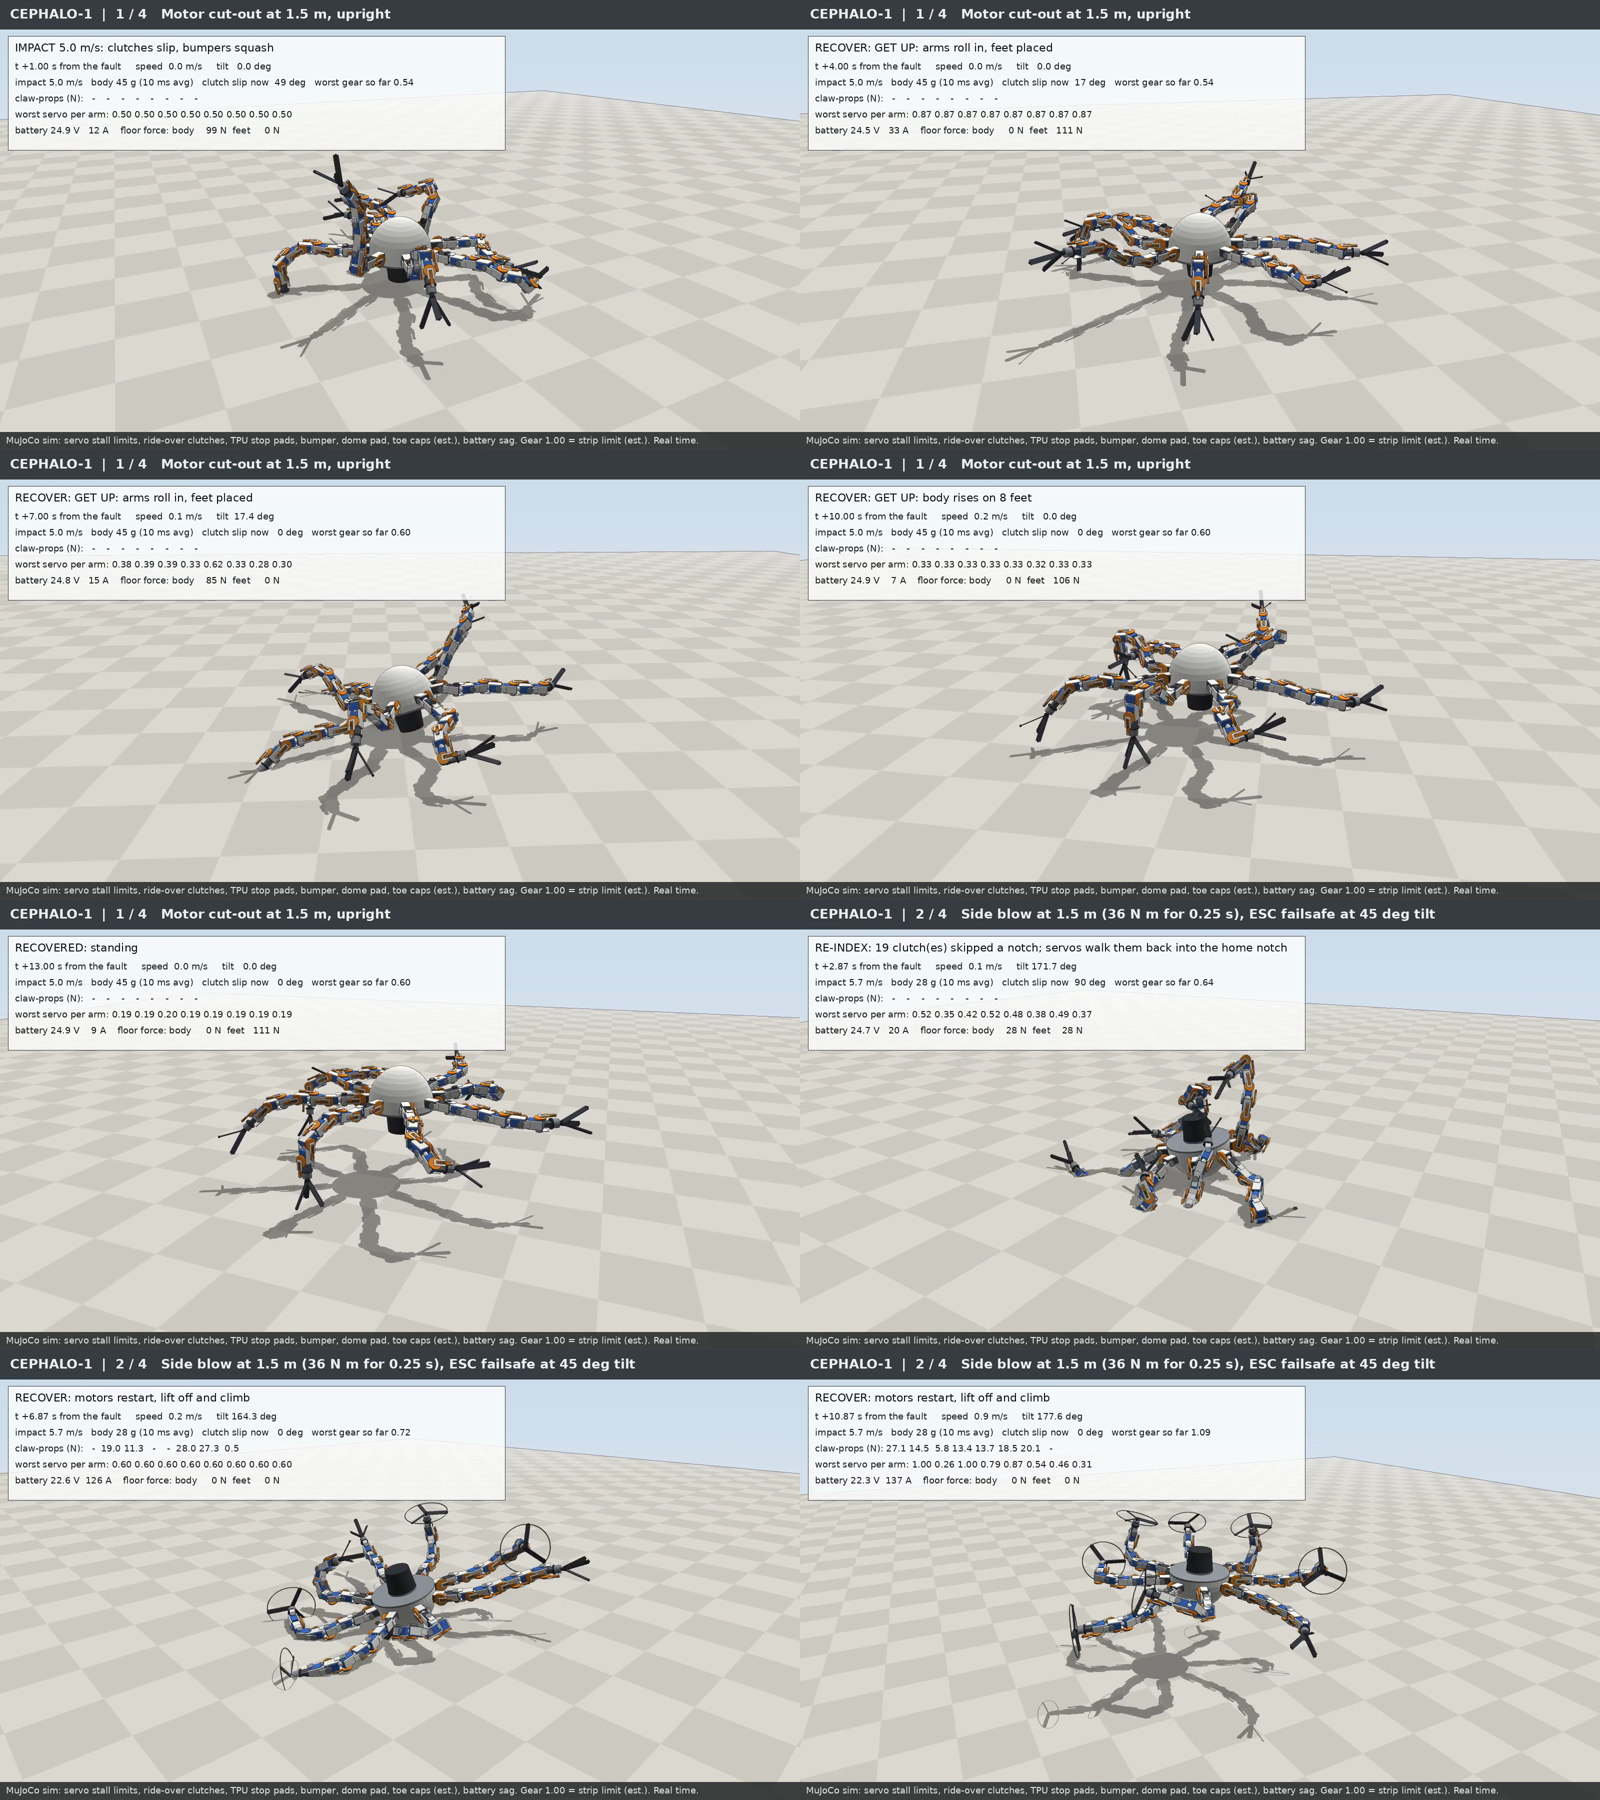 CEPHALO-1 | 1 / 4 Motor cut-out at 1.5 m, upright
IMPACT 5.0 m/s: clutches slip, bumpers squash
t +1.00 s from the fault speed 0.0 m/s tilt 0.0 deg
impact 5.0 m/s body 45 g (10 ms avg) clutch slip now 49 deg worst gear so far 0.54
claw-props (N): - - - - - - - -
worst servo per arm: 0.50 0.50 0.50 0.50 0.50 0.50 0.50 0.50
battery 24.9 V 12 A floor force: body 99 N feet 0 N
MuJoCo sim: servo stall limits, ride-over clutches, TPU stop pads, bumper, dome pad, toe caps (est.), battery sag. Gear 1.00 = strip limit (est.). Real time.
CEPHALO-1 | 1 / 4 Motor cut-out at 1.5 m, upright
RECOVER: GET UP: arms roll in, feet placed
t +4.00 s from the fault speed 0.0 m/s tilt 0.0 deg
impact 5.0 m/s body 45 g (10 ms avg) clutch slip now 17 deg worst gear so far 0.54
claw-props (N): - - - - - - - -
worst servo per arm: 0.87 0.87 0.87 0.87 0.87 0.87 0.87 0.87
battery 24.5 V 33 A floor force: body 0 N feet 111 N
MuJoCo sim: servo stall limits, ride-over clutches, TPU stop pads, bumper, dome pad, toe caps (est.), battery sag. Gear 1.00 = strip limit (est.). Real time.
CEPHALO-1 | 1 / 4 Motor cut-out at 1.5 m, upright
RECOVER: GET UP: arms roll in, feet placed
t +7.00 s from the fault speed 0.1 m/s tilt 17.4 deg
impact 5.0 m/s body 45 g (10 ms avg) clutch slip now 0 deg worst gear so far 0.60
claw-props (N): - - - - - - - -
worst servo per arm: 0.38 0.39 0.39 0.33 0.62 0.33 0.28 0.30
battery 24.8 V 15 A floor force: body 85 N feet 0 N
MuJoCo sim: servo stall limits, ride-over clutches, TPU stop pads, bumper, dome pad, toe caps (est.), battery sag. Gear 1.00 = strip limit (est.). Real time.
CEPHALO-1 | 1 / 4 Motor cut-out at 1.5 m, upright
RECOVER: GET UP: body rises on 8 feet
t +10.00 s from the fault speed 0.2 m/s tilt 0.0 deg
impact 5.0 m/s body 45 g (10 ms avg) clutch slip now 0 deg worst gear so far 0.60
claw-props (N): - - - - - - - -
worst servo per arm: 0.33 0.33 0.33 0.33 0.33 0.32 0.33 0.33
battery 24.9 V 7 A floor force: body 0 N feet 106 N
MuJoCo sim: servo stall limits, ride-over clutches, TPU stop pads, bumper, dome pad, toe caps (est.), battery sag. Gear 1.00 = strip limit (est.). Real time.
CEPHALO-1 | 1 / 4 Motor cut-out at 1.5 m, upright
RECOVERED: standing
t +13.00 s from the fault speed 0.0 m/s tilt 0.0 deg
impact 5.0 m/s body 45 g (10 ms avg) clutch slip now 0 deg worst gear so far 0.60
claw-props (N): - - - - - - - -
worst servo per arm: 0.19 0.19 0.20 0.19 0.19 0.19 0.19 0.19
battery 24.9 V 9 A floor force: body 0 N feet 111 N
MuJoCo sim: servo stall limits, ride-over clutches, TPU stop pads, bumper, dome pad, toe caps (est.), battery sag. Gear 1.00 = strip limit (est.). Real time.
CEPHALO-1 | 2 / 4 Side blow at 1.5 m (36 N m for 0.25 s), ESC failsafe at 45 deg tilt
RE-INDEX: 19 clutch(es) skipped a notch; servos walk them back into the home notch
t +2.87 s from the fault speed 0.1 m/s tilt 171.7 deg
impact 5.7 m/s body 28 g (10 ms avg) clutch slip now 90 deg worst gear so far 0.64
claw-props (N): - - - - - - - -
worst servo per arm: 0.52 0.35 0.42 0.52 0.48 0.38 0.49 0.37
battery 24.7 V 20 A floor force: body 28 N feet 28 N
MuJoCo sim: servo stall limits, ride-over clutches, TPU stop pads, bumper, dome pad, toe caps (est.), battery sag. Gear 1.00 = strip limit (est.). Real time.
CEPHALO-1 | 2 / 4 Side blow at 1.5 m (36 N m for 0.25 s), ESC failsafe at 45 deg tilt
RECOVER: motors restart, lift off and climb
t +6.87 s from the fault speed 0.2 m/s tilt 164.3 deg
impact 5.7 m/s body 28 g (10 ms avg) clutch slip now 0 deg worst gear so far 0.72
claw-props (N): - 19.0 11.3 - - 28.0 27.3 0.5
worst servo per arm: 0.60 0.60 0.60 0.60 0.60 0.60 0.60 0.60
battery 22.6 V 126 A floor force: body 0 N feet 0 N
MuJoCo sim: servo stall limits, ride-over clutches, TPU stop pads, bumper, dome pad, toe caps (est.), battery sag. Gear 1.00 = strip limit (est.). Real time.
CEPHALO-1 | 2 / 4 Side blow at 1.5 m (36 N m for 0.25 s), ESC failsafe at 45 deg tilt
RECOVER: motors restart, lift off and climb
t +10.87 s from the fault speed 0.9 m/s tilt 177.6 deg
impact 5.7 m/s body 28 g (10 ms avg) clutch slip now 0 deg worst gear so far 1.09
claw-props (N): 27.1 14.5 5.8 13.4 13.7 18.5 20.1 -
worst servo per arm: 1.00 0.26 1.00 0.79 0.87 0.54 0.46 0.31
battery 22.3 V 137 A floor force: body 0 N feet 0 N
MuJoCo sim: servo stall limits, ride-over clutches, TPU stop pads, bumper, dome pad, toe caps (est.), battery sag. Gear 1.00 = strip limit (est.). Real time.